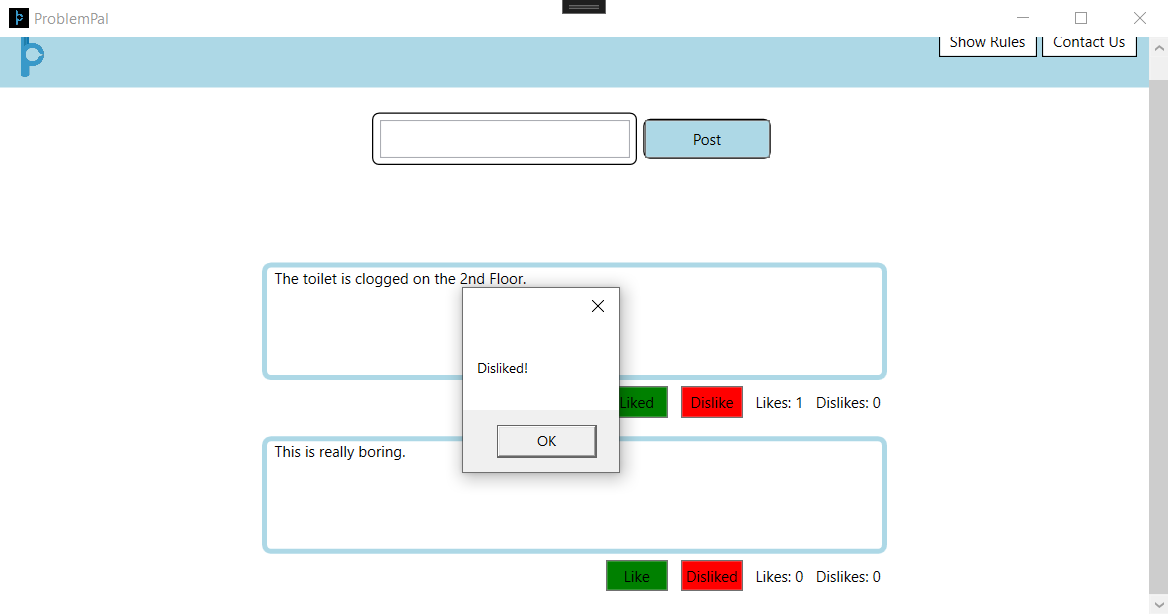 ProblemPal
Show Rules Contact Us
Post
The toilet is clogged on the 2nd Floor.
Disliked!
OK
Liked Dislike Likes: 1 Dislikes: 0
This is really boring.
Like Disliked Likes: 0 Dislikes: 0